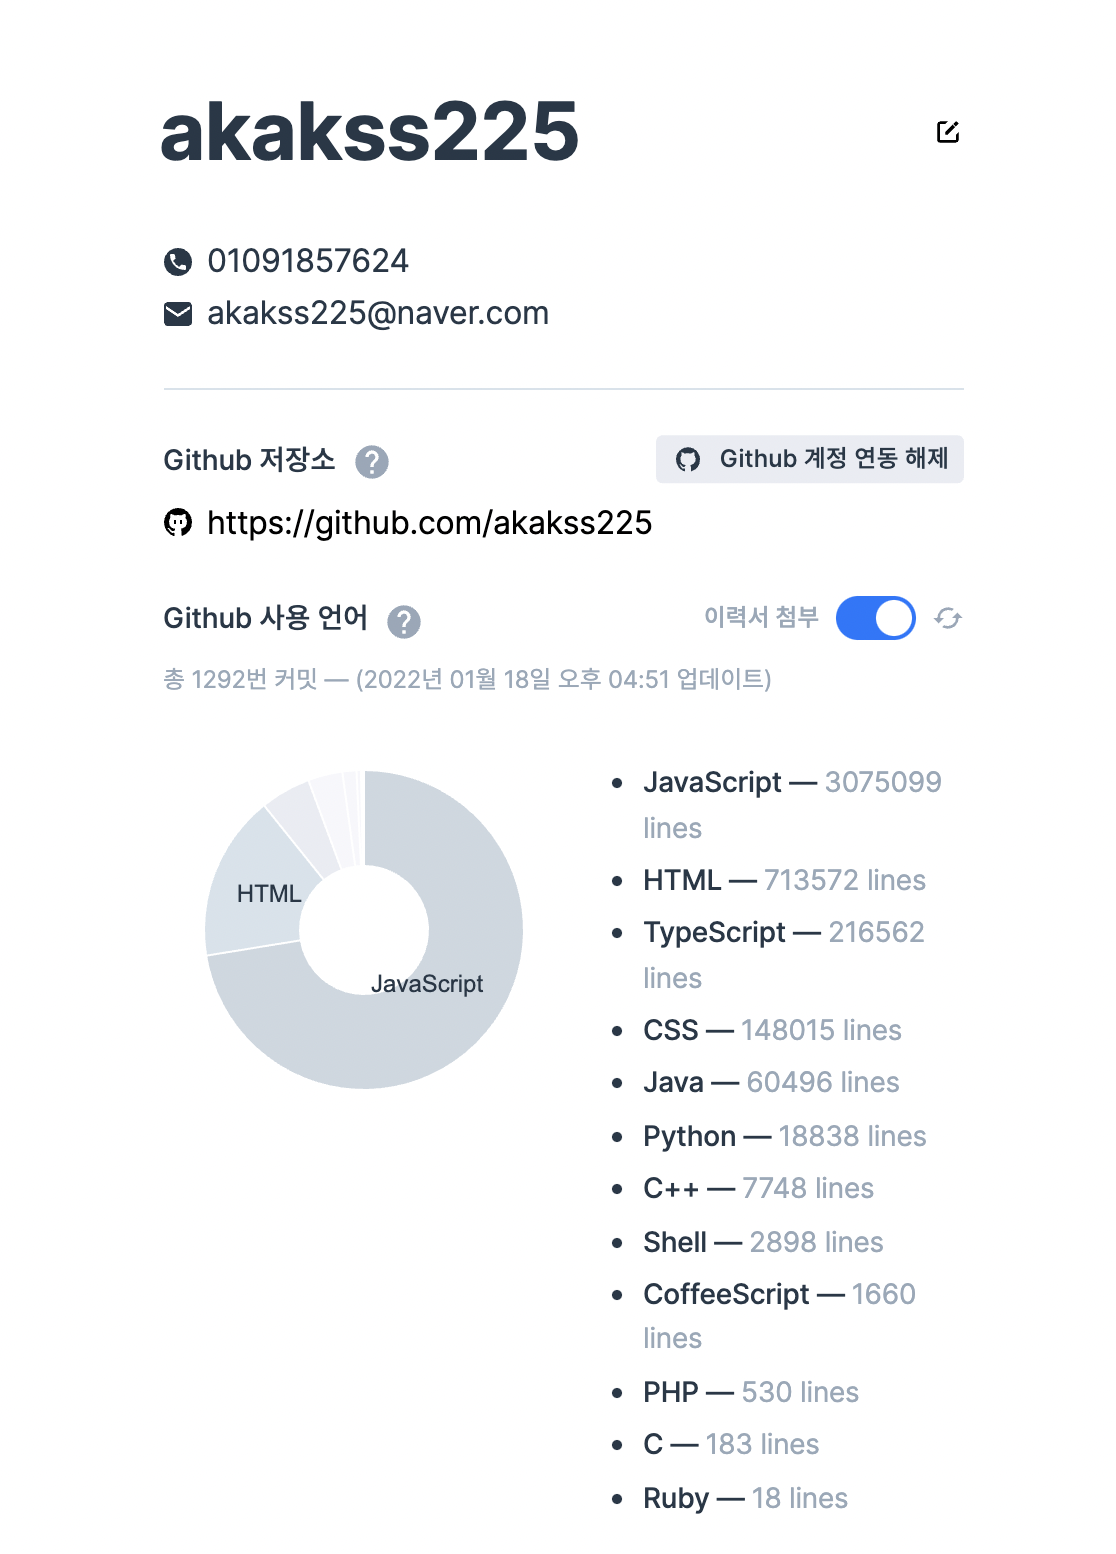 akakss225
01091857624
akakss225@naver.com
Github 저장소 ?
Github 계정 연동 해제
https://github.com/akakss225
Github 사용 언어 ?
이력서 첨부
총 1292번 커밋 — (2022년 01월 18일 오후 04:51 업데이트)
HTML
JavaScript
• JavaScript — 3075099
lines
• HTML — 713572 lines
• TypeScript — 216562
lines
• CSS — 148015 lines
• Java — 60496 lines
• Python — 18838 lines
• C++ — 7748 lines
• Shell — 2898 lines
• CoffeeScript — 1660
lines
• PHP — 530 lines
• C — 183 lines
• Ruby — 18 lines